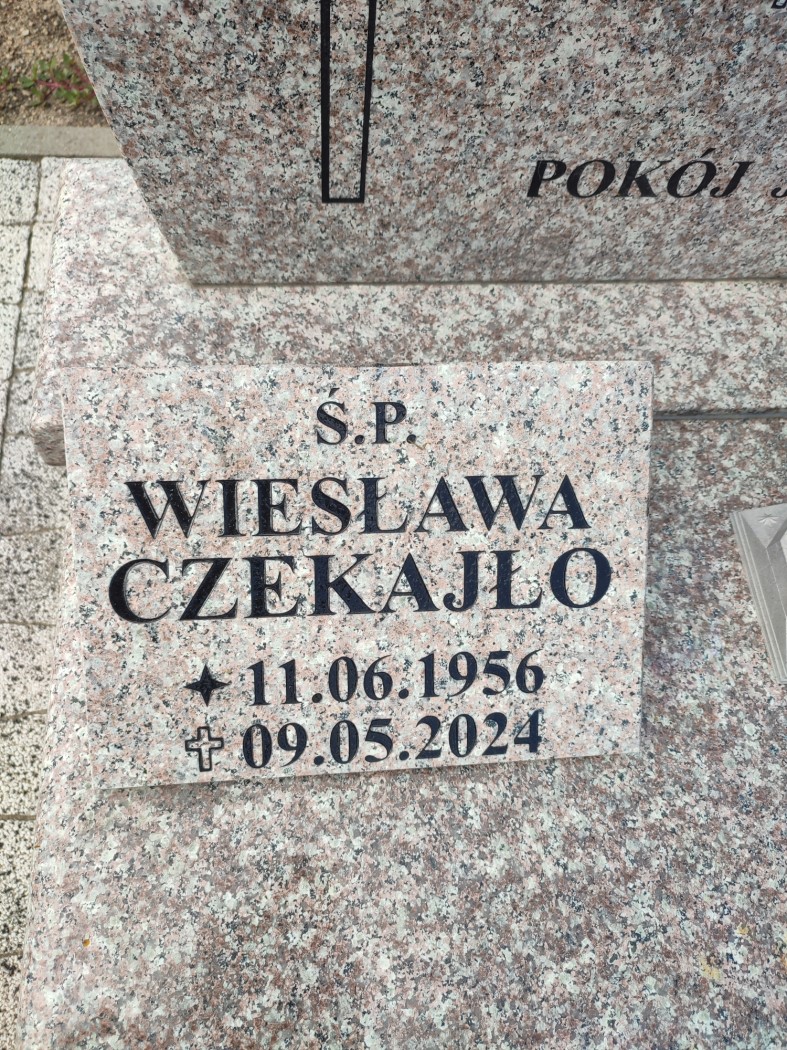 POKÓJ
Ś.P.
WIESŁAWA
CZEKAJŁO
11.06.1956
09.05.2024